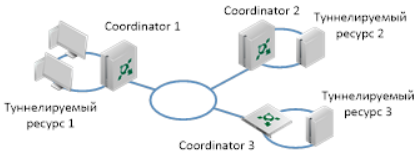 Coordinator 1
Coordinator 2
Туннелируемый
ресурс 2
Туннелируемый
ресурс 1
Туннелируемый
ресурс 3
Coordinator 3